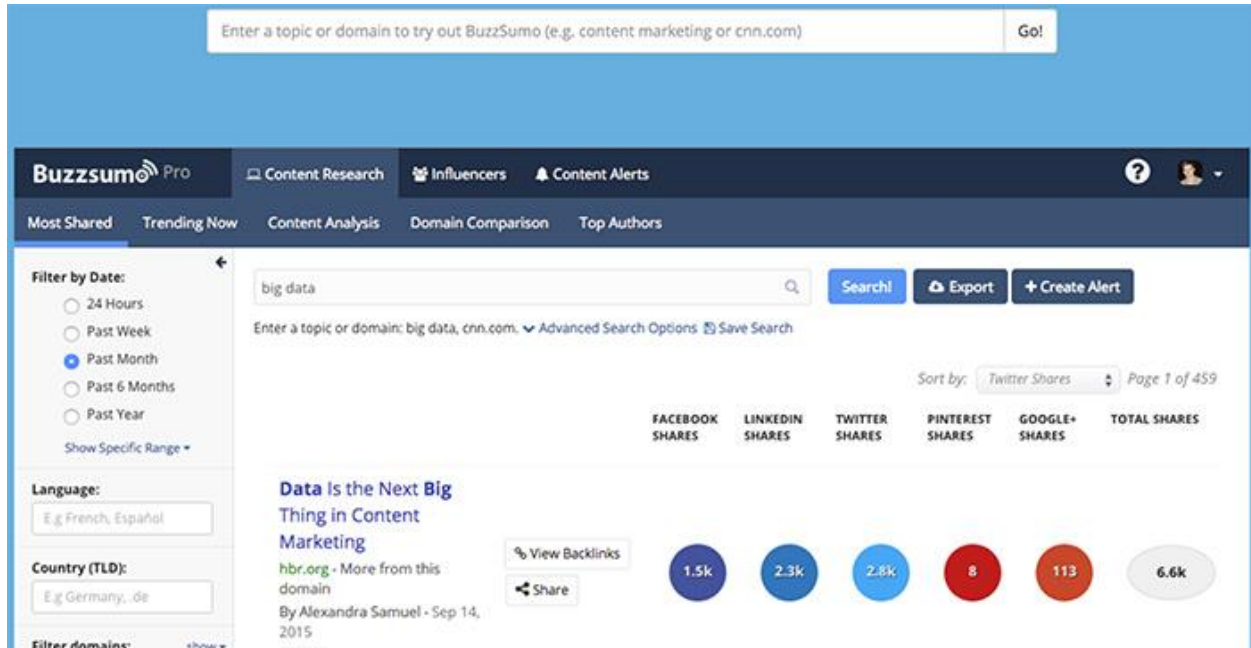 Enter a topic or domain to try out BuzzSumo (e.g. content marketing or cnn.com) Go!
Buzzsumo Pro Content Research Influencers Content Alerts ?
Most Shared Trending Now Content Analysis Domain Comparison Top Authors
Filter by Date:
24 Hours
Past Week
Past Month
Past 6 Months
Past Year
Show Specific Range
Language:
E.g French, Español
Country (TLD):
E.g Germany, .de
Filter domains: show
big data Search! Export + Create Alert
Enter a topic or domain: big data, cnn.com. Advanced Search Options Save Search
Sort by: Twitter Shares Page 1 of 459
FACEBOOK SHARES
LINKEDIN SHARES
TWITTER SHARES
PINTEREST SHARES
GOOGLE+ SHARES
TOTAL SHARES
Data Is the Next Big
Thing in Content
Marketing
hbr.org - More from this
domain
By Alexandra Samuel - Sep 14,
2015
View Backlinks
Share
1.5k 2.3k 2.8k 8 113 6.6k